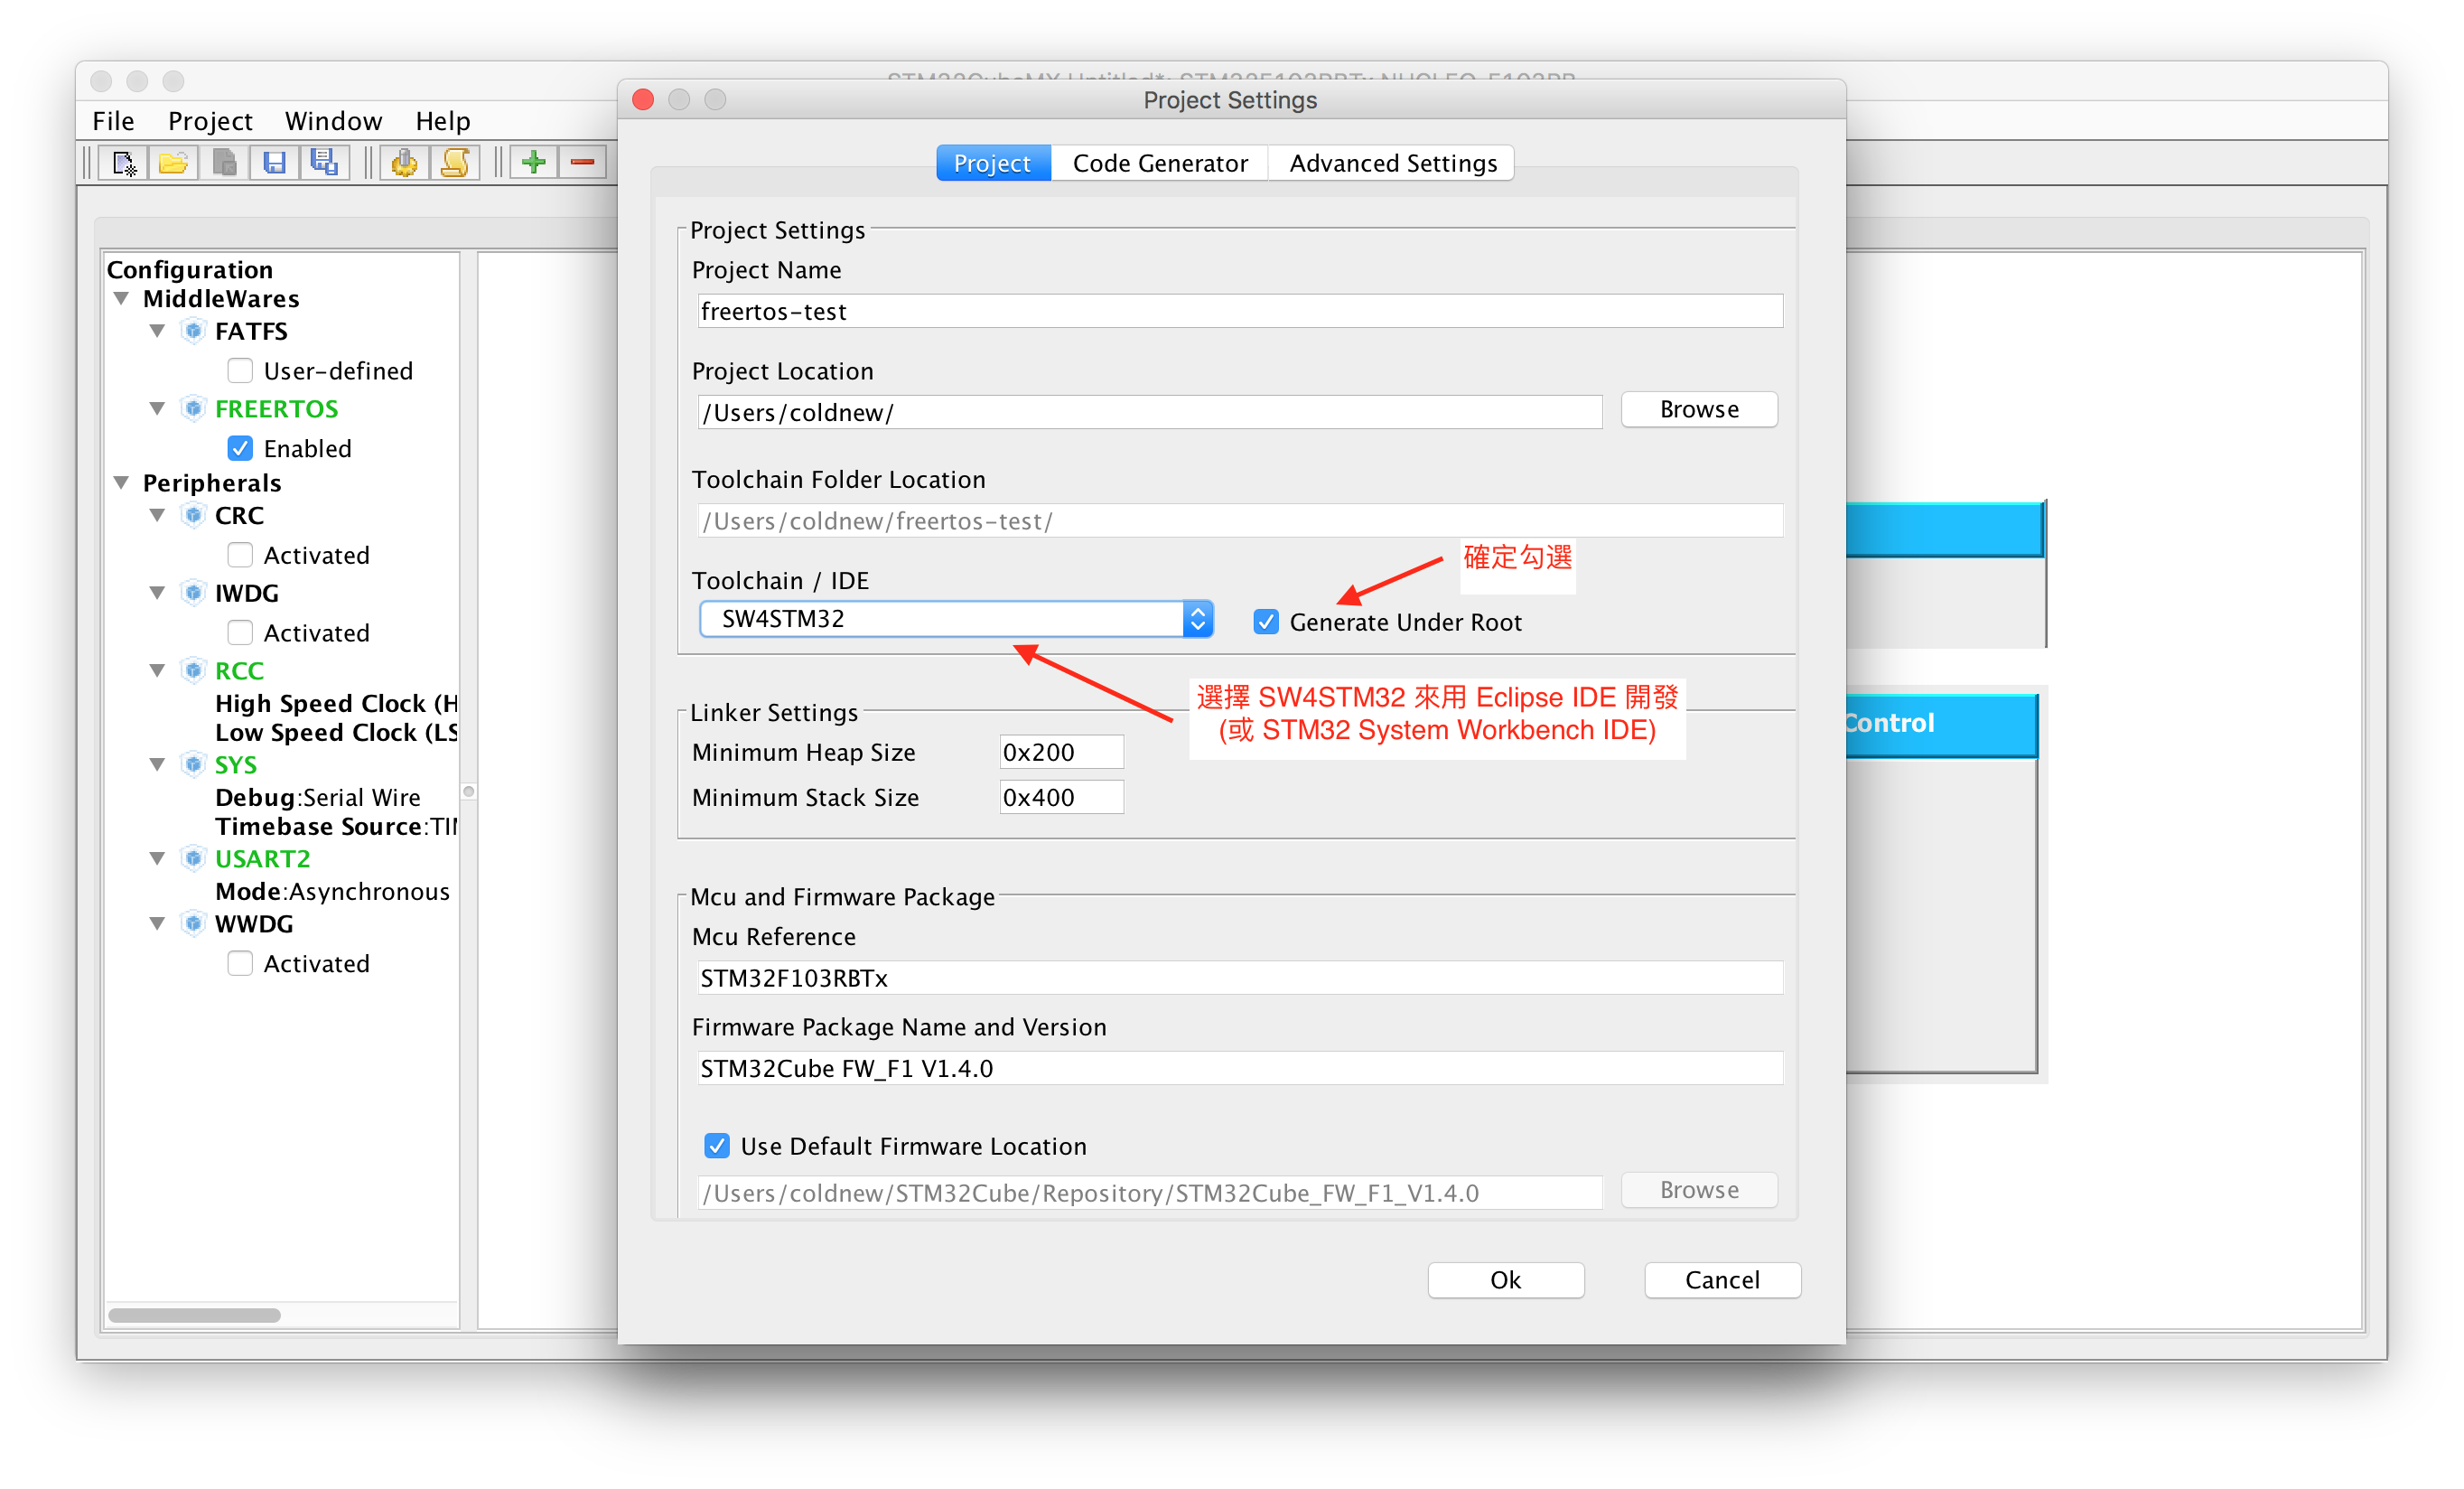 STM32CubeMX Untitled*: STM32F103RBTx NUCLEO-F103RB
Project Settings
File Project Window Help
Project Code Generator Advanced Settings
Configuration
MiddleWares
FATFS
User-defined
FREERTOS
Enabled
Peripherals
CRC
Activated
IWDG
Activated
RCC
High Speed Clock (H
Low Speed Clock (LS
SYS
Debug:Serial Wire
Timebase Source:TI
USART2
Mode:Asynchronous
WWDG
Activated
Project Settings
Project Name
freertos-test
Project Location
/Users/coldnew/
Browse
Toolchain Folder Location
/Users/coldnew/freertos-test/
確定勾選
Toolchain / IDE
SW4STM32
Generate Under Root
選擇 SW4STM32 來用 Eclipse IDE 開發
(或 STM32 System Workbench IDE)
Linker Settings
Minimum Heap Size
0x200
Minimum Stack Size
0x400
Mcu and Firmware Package
Mcu Reference
STM32F103RBTx
Firmware Package Name and Version
STM32Cube FW_F1 V1.4.0
Use Default Firmware Location
/Users/coldnew/STM32Cube/Repository/STM32Cube_FW_F1_V1.4.0
Browse
Ok
Cancel
Control